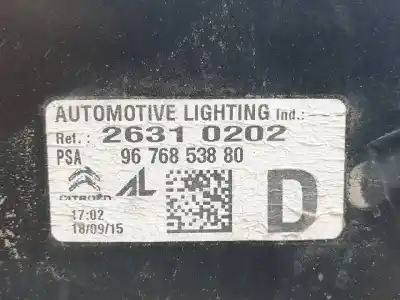 AUTOMOTIVE LIGHTING Ind.:
Ref.: 2631 0202
PSA 96 768 538 80
CITROËN AL D
17:02
18/09/15